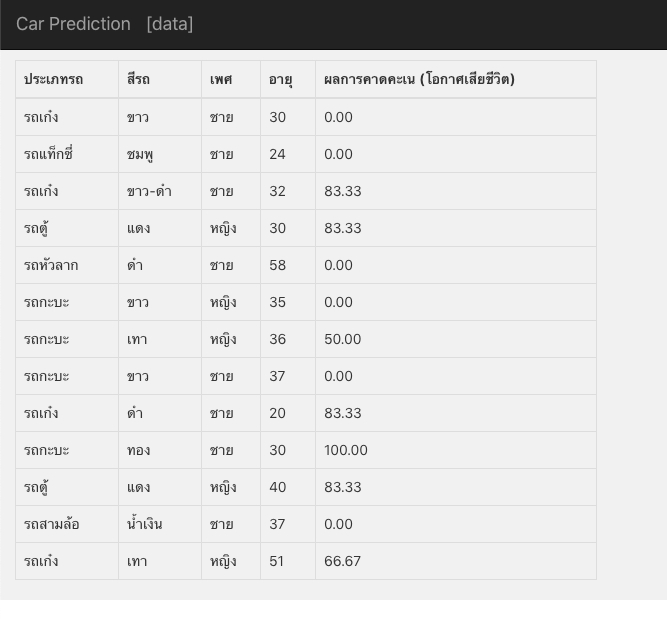 Car Prediction [data]
ประเภทรถ สีรถ เพศ อายุ ผลการคาดคะเน (โอกาศเสียชีวิต)
รถเก๋ง ขาว ชาย 30 0.00
รถแท็กซี่ ชมพู ชาย 24 0.00
รถเก๋ง ขาว-ดำ ชาย 32 83.33
รถตู้ แดง หญิง 30 83.33
รถหัวลาก ดำ ชาย 58 0.00
รถกะบะ ขาว หญิง 35 0.00
รถกะบะ เทา หญิง 36 50.00
รถกะบะ ขาว ชาย 37 0.00
รถเก๋ง ดำ ชาย 20 83.33
รถกะบะ ทอง ชาย 30 100.00
รถตู้ แดง หญิง 40 83.33
รถสามล้อ น้ำเงิน ชาย 37 0.00
รถเก๋ง เทา หญิง 51 66.67